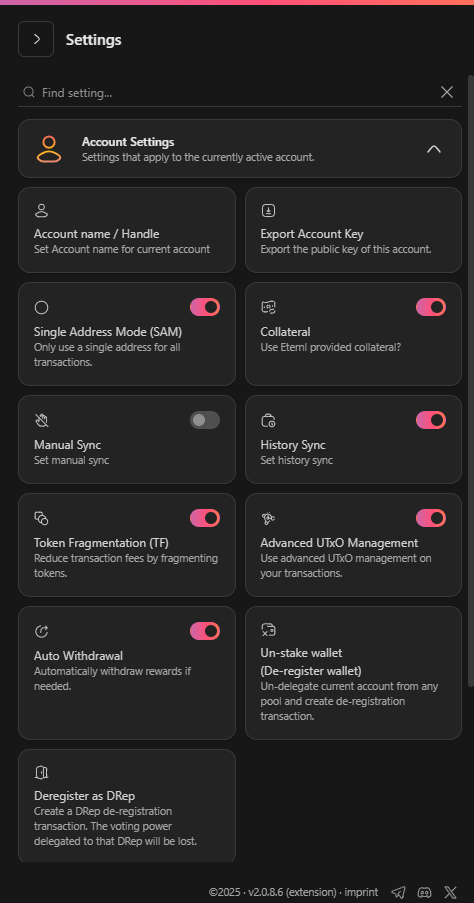 Settings
Find setting...
Account Settings
Settings that apply to the currently active account.
Account name / Handle
Set Account name for current account
Export Account Key
Export the public key of this account.
Single Address Mode (SAM)
Only use a single address for all
transactions.
Collateral
Use Eternl provided collateral?
Manual Sync
Set manual sync
History Sync
Set history sync
Token Fragmentation (TF)
Reduce transaction fees by fragmenting
tokens.
Advanced UTxO Management
Use advanced UTxO management on
your transactions.
Auto Withdrawal
Automatically withdraw rewards if
needed.
Un-stake wallet
(De-register wallet)
Un-delegate current account from any
pool and create de-registration
transaction.
Deregister as DRep
Create a DRep de-registration
transaction. The voting power
delegated to that DRep will be lost.
©2025 · v2.0.8.6 (extension) · imprint